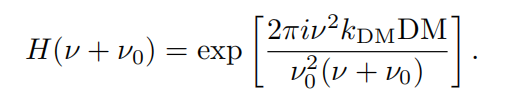 H(ν + ν₀) = exp [ 2πiν²k_DM DM / ν₀²(ν + ν₀) ] .